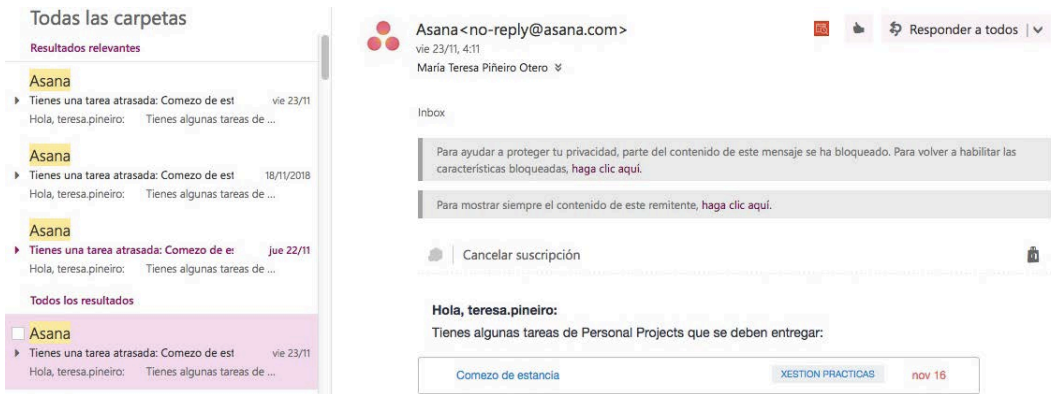 Todas las carpetas
Resultados relevantes
Asana
Tienes una tarea atrasada: Comezo de est vie 23/11
Hola, teresa.pineiro: Tienes algunas tareas de ...
Asana
Tienes una tarea atrasada: Comezo de est 18/11/2018
Hola, teresa.pineiro: Tienes algunas tareas de ...
Asana
Tienes una tarea atrasada: Comezo de e: jue 22/11
Hola, teresa.pineiro: Tienes algunas tareas de ...
Todos los resultados
Asana
Tienes una tarea atrasada: Comezo de est vie 23/11
Hola, teresa.pineiro: Tienes algunas tareas de ...
Asana<no-reply@asana.com>
Responder a todos
vie 23/11, 4:11
María Teresa Piñeiro Otero
Inbox
Para ayudar a proteger tu privacidad, parte del contenido de este mensaje se ha bloqueado. Para volver a habilitar las
características bloqueadas, haga clic aquí.
Para mostrar siempre el contenido de este remitente, haga clic aquí.
Cancelar suscripción
Hola, teresa.pineiro:
Tienes algunas tareas de Personal Projects que se deben entregar:
Comezo de estancia XESTION PRACTICAS nov 16